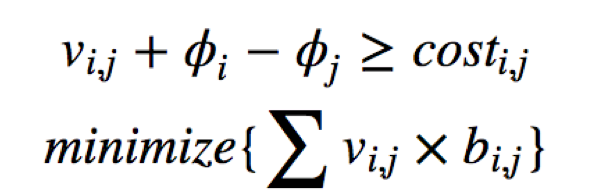 v_{i,j} + ϕ_i − ϕ_j ≥ cost_{i,j}
minimize{∑ v_{i,j} × b_{i,j}}